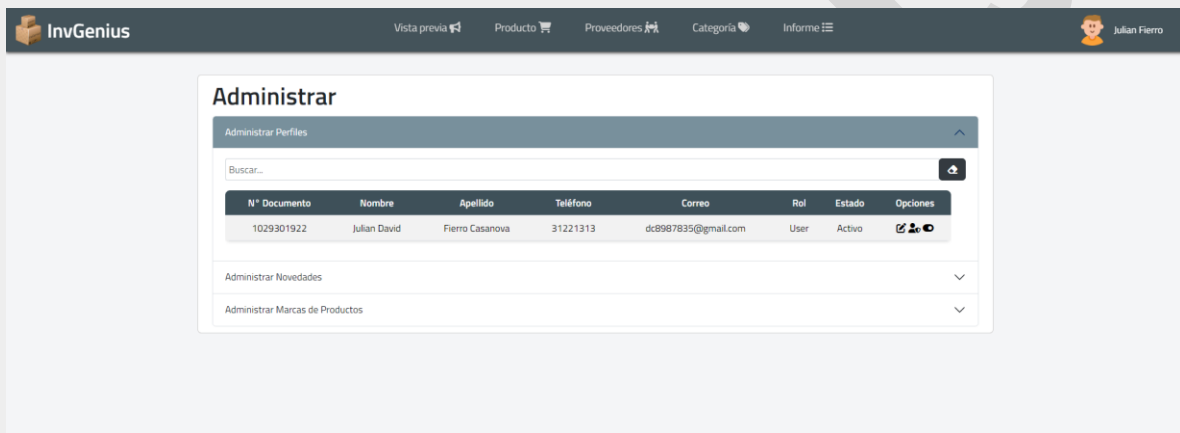 InvGenius
Vista previa Producto Proveedores Categoría Informe
Julian Fierro
Administrar
Administrar Perfiles
Buscar...
N° Documento Nombre Apellido Teléfono Correo Rol Estado Opciones
1029301922 Julian David Fierro Casanova 31221313 dc8987835@gmail.com User Activo
Administrar Novedades
Administrar Marcas de Productos